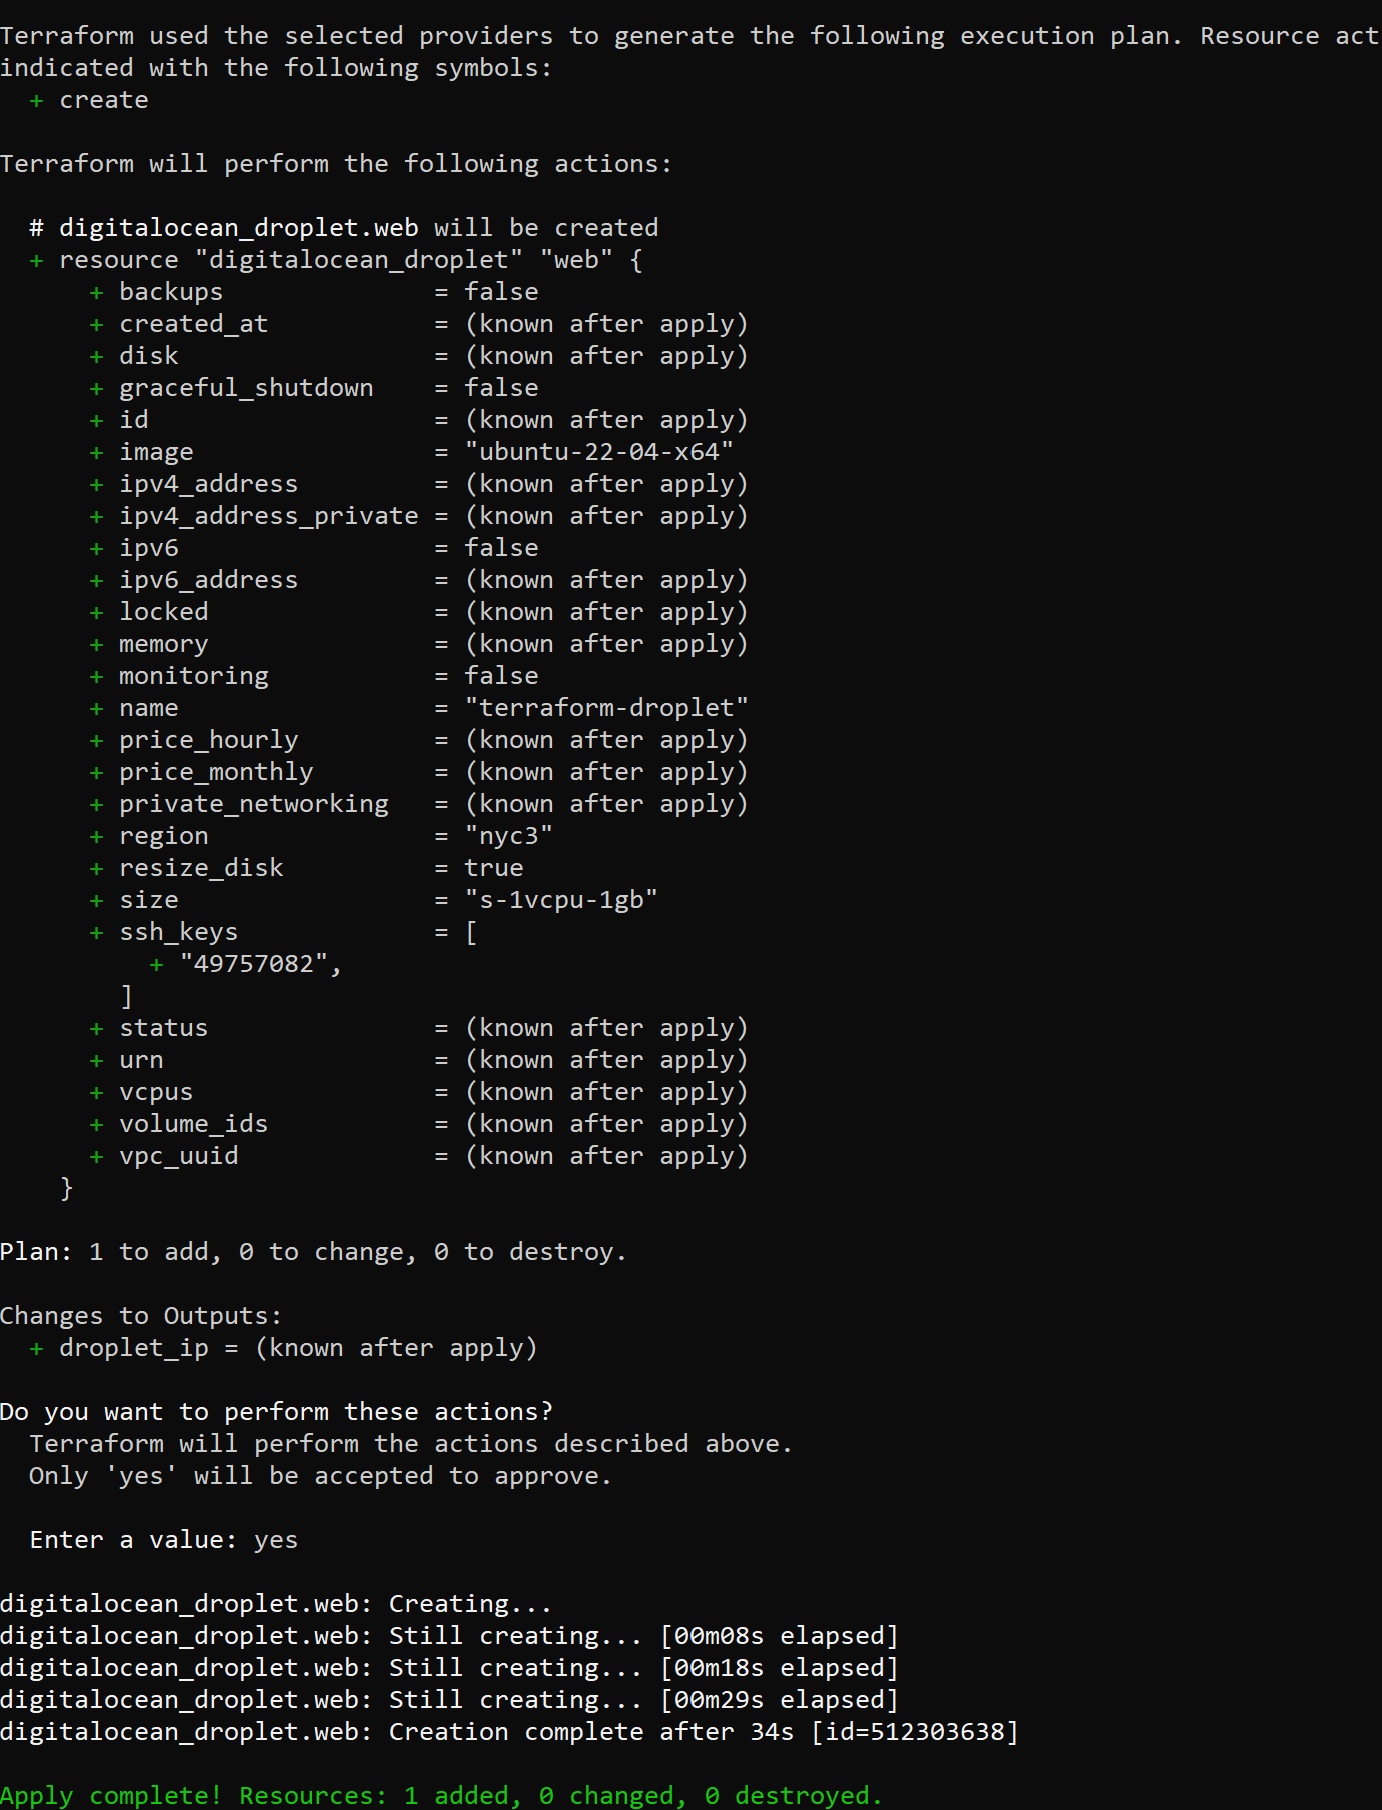 Terraform used the selected providers to generate the following execution plan. Resource act
indicated with the following symbols:
  + create

Terraform will perform the following actions:

  # digitalocean_droplet.web will be created
  + resource "digitalocean_droplet" "web" {
      + backups              = false
      + created_at           = (known after apply)
      + disk                 = (known after apply)
      + graceful_shutdown    = false
      + id                   = (known after apply)
      + image                = "ubuntu-22-04-x64"
      + ipv4_address         = (known after apply)
      + ipv4_address_private = (known after apply)
      + ipv6                 = false
      + ipv6_address         = (known after apply)
      + locked               = (known after apply)
      + memory               = (known after apply)
      + monitoring           = false
      + name                 = "terraform-droplet"
      + price_hourly         = (known after apply)
      + price_monthly        = (known after apply)
      + private_networking   = (known after apply)
      + region               = "nyc3"
      + resize_disk          = true
      + size                 = "s-1vcpu-1gb"
      + ssh_keys             = [
          + "49757082",
        ]
      + status               = (known after apply)
      + urn                  = (known after apply)
      + vcpus                = (known after apply)
      + volume_ids           = (known after apply)
      + vpc_uuid             = (known after apply)
    }

Plan: 1 to add, 0 to change, 0 to destroy.

Changes to Outputs:
  + droplet_ip = (known after apply)

Do you want to perform these actions?
  Terraform will perform the actions described above.
  Only 'yes' will be accepted to approve.

  Enter a value: yes

digitalocean_droplet.web: Creating...
digitalocean_droplet.web: Still creating... [00m08s elapsed]
digitalocean_droplet.web: Still creating... [00m18s elapsed]
digitalocean_droplet.web: Still creating... [00m29s elapsed]
digitalocean_droplet.web: Creation complete after 34s [id=512303638]

Apply complete! Resources: 1 added, 0 changed, 0 destroyed.